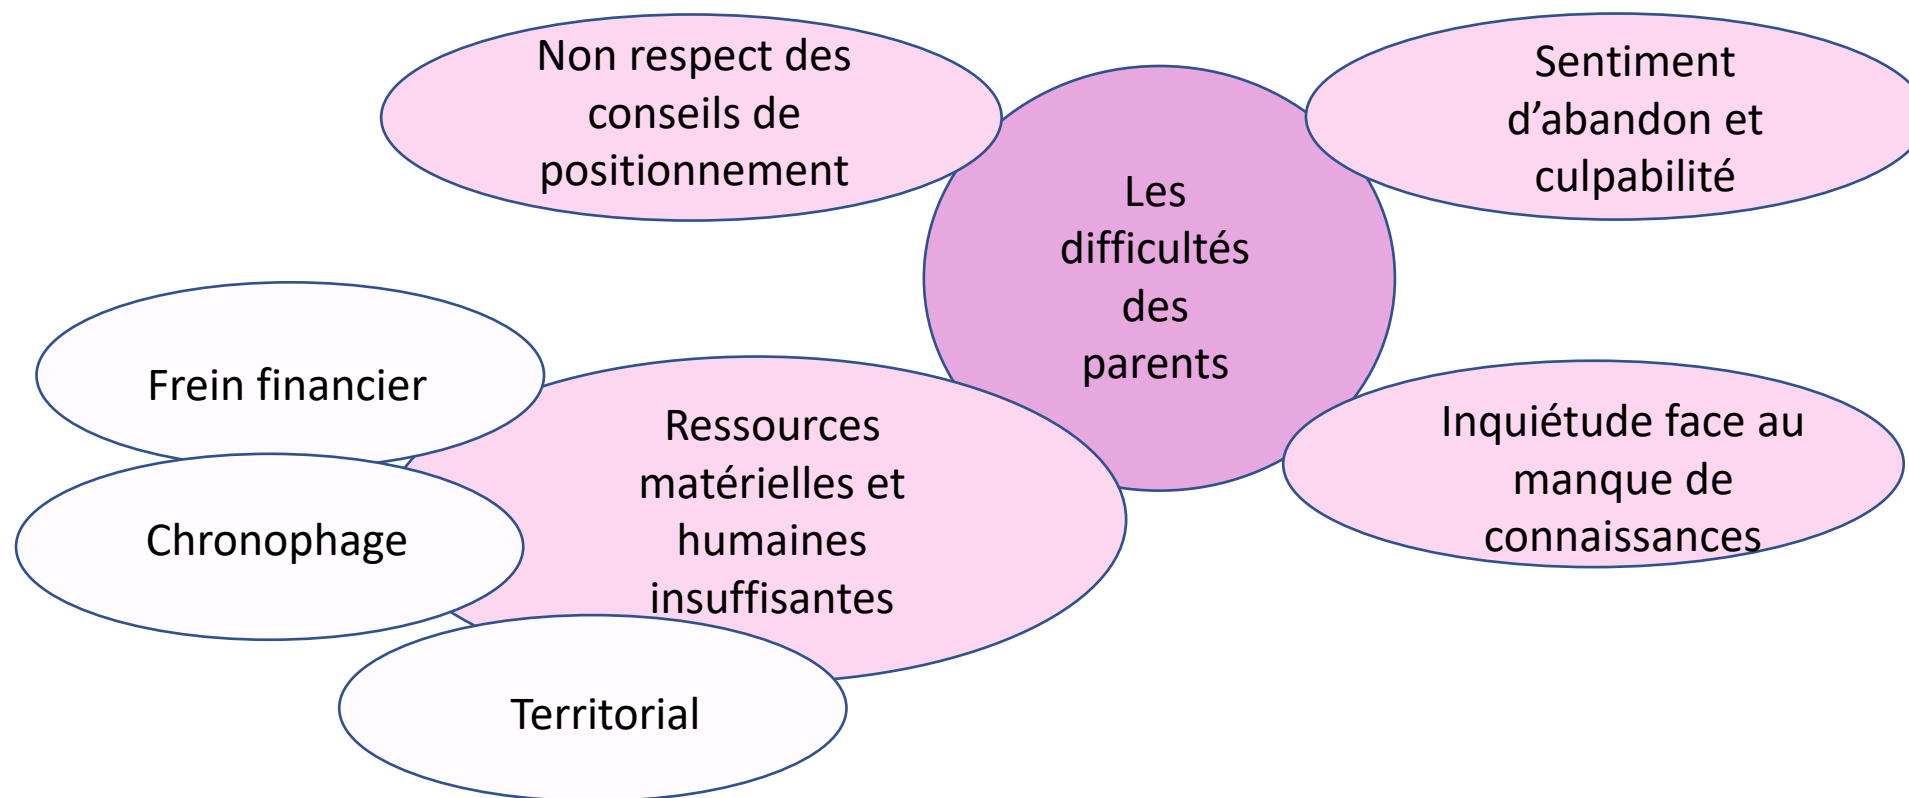 Non respect des
conseils de
positionnement
Sentiment
d’abandon et
culpabilité
Les
difficultés
des
parents
Frein financier
Chronophage
Ressources
matérielles et
humaines
insuffisantes
Territorial
Inquiétude face au
manque de
connaissances